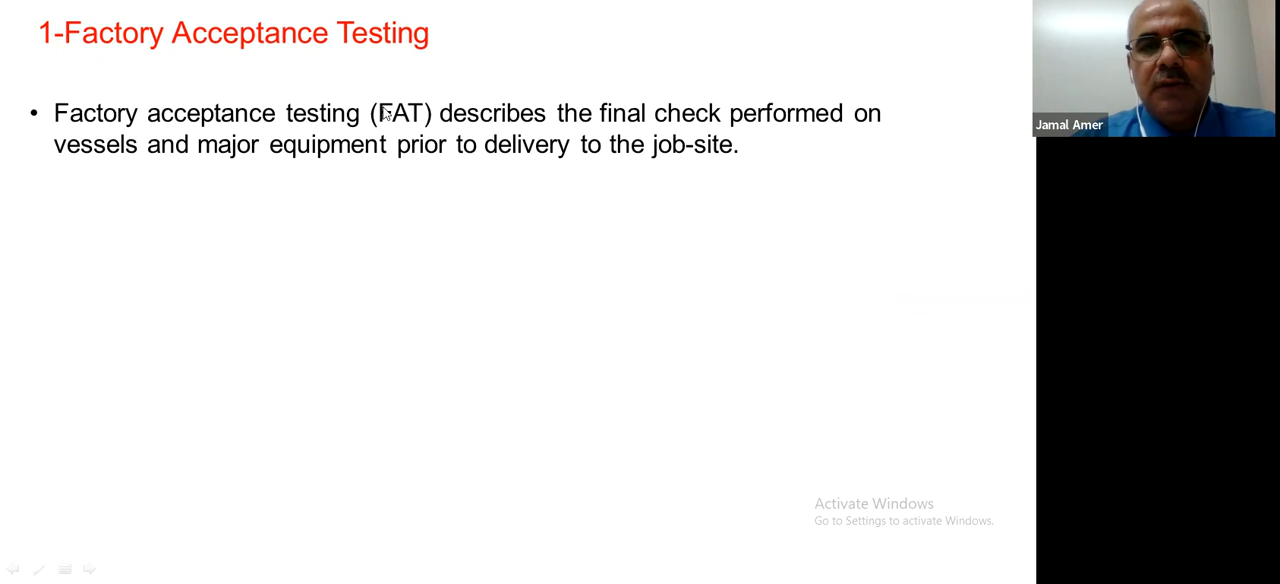 1-Factory Acceptance Testing
• Factory acceptance testing (FAT) describes the final check performed on
vessels and major equipment prior to delivery to the job-site.
Jamal Amer
Activate Windows
Go to Settings to activate Windows.